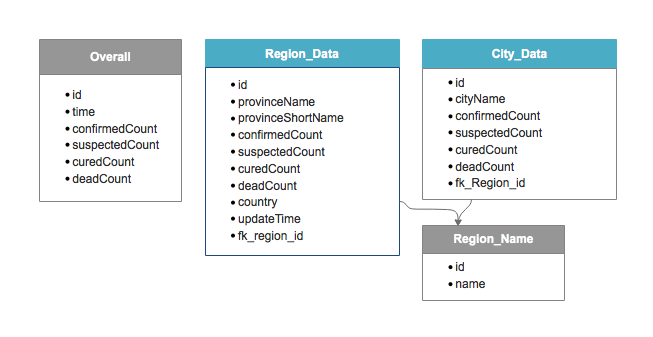 Overall
• id
• time
• confirmedCount
• suspectedCount
• curedCount
• deadCount
Region_Data
• id
• provinceName
• provinceShortName
• confirmedCount
• suspectedCount
• curedCount
• deadCount
• country
• updateTime
• fk_region_id
City_Data
• id
• cityName
• confirmedCount
• suspectedCount
• curedCount
• deadCount
• fk_Region_id
Region_Name
• id
• name